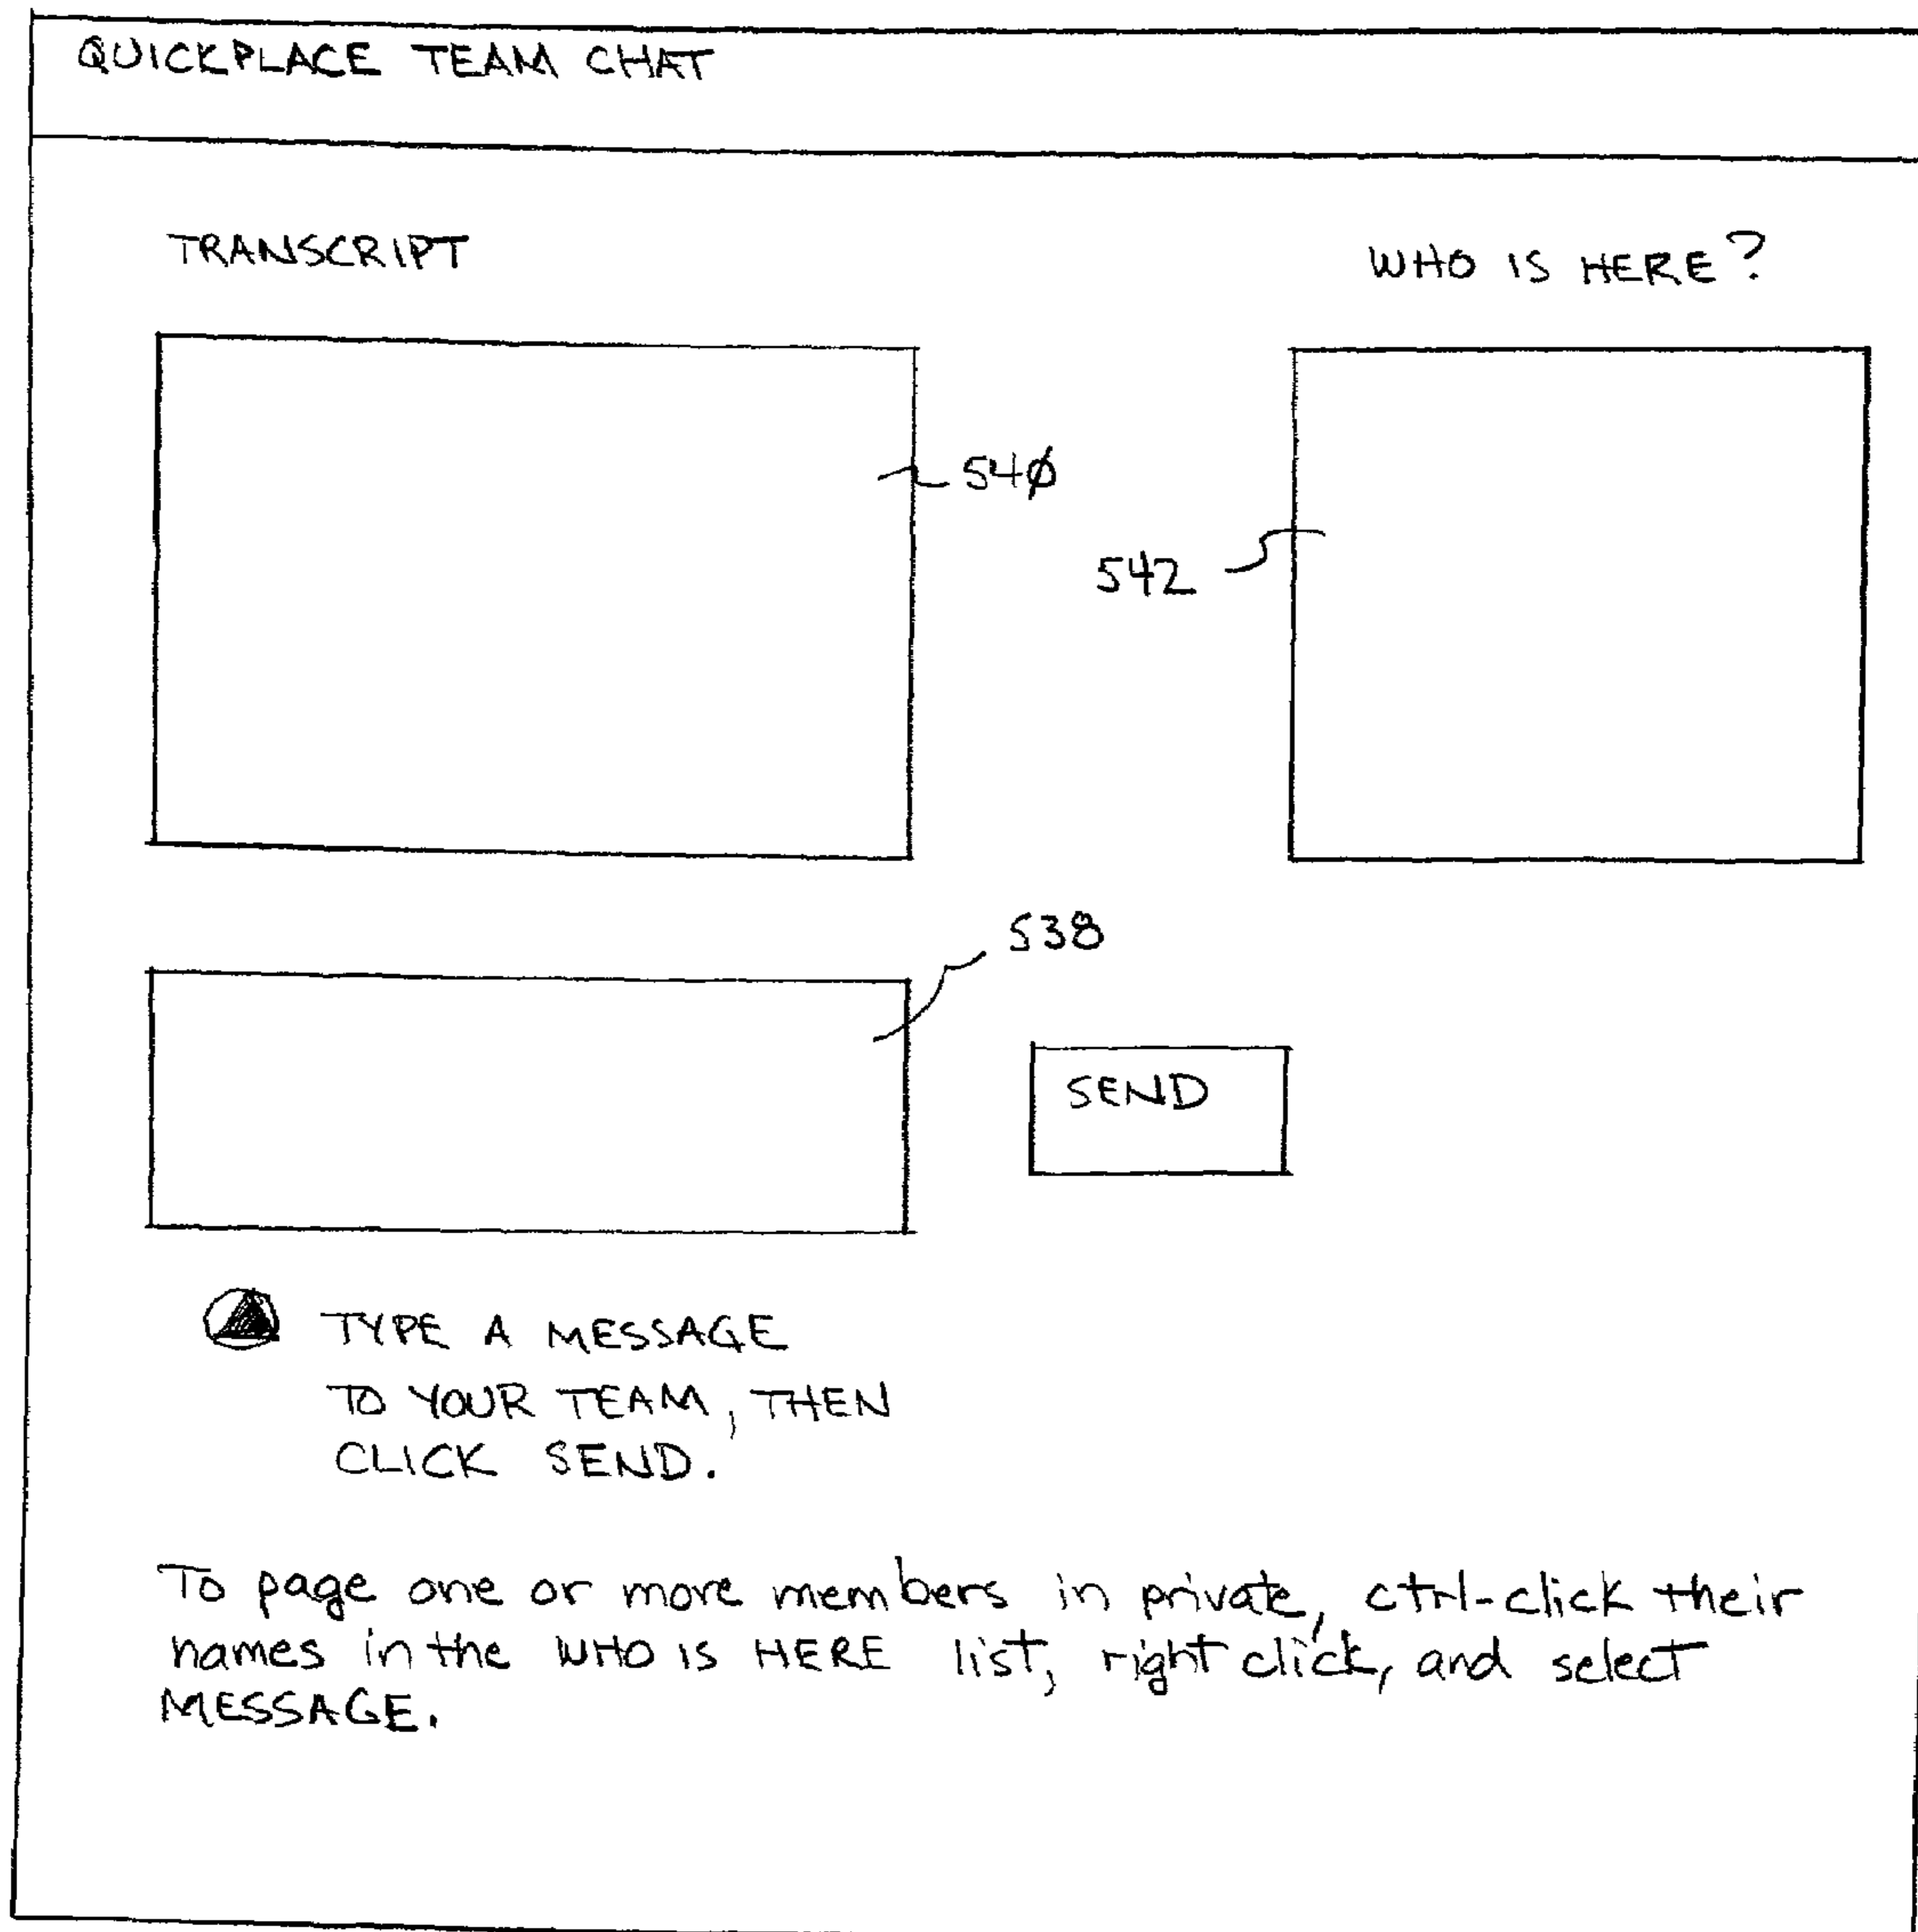 QUICKPLACE TEAM CHAT
TRANSCRIPT
WHO IS HERE?
540
542
538
SEND
TYPE A MESSAGE
TO YOUR TEAM, THEN
CLICK SEND.
To page one or more members in private, ctrl-click their
names in the WHO IS HERE list, right click, and select
MESSAGE.